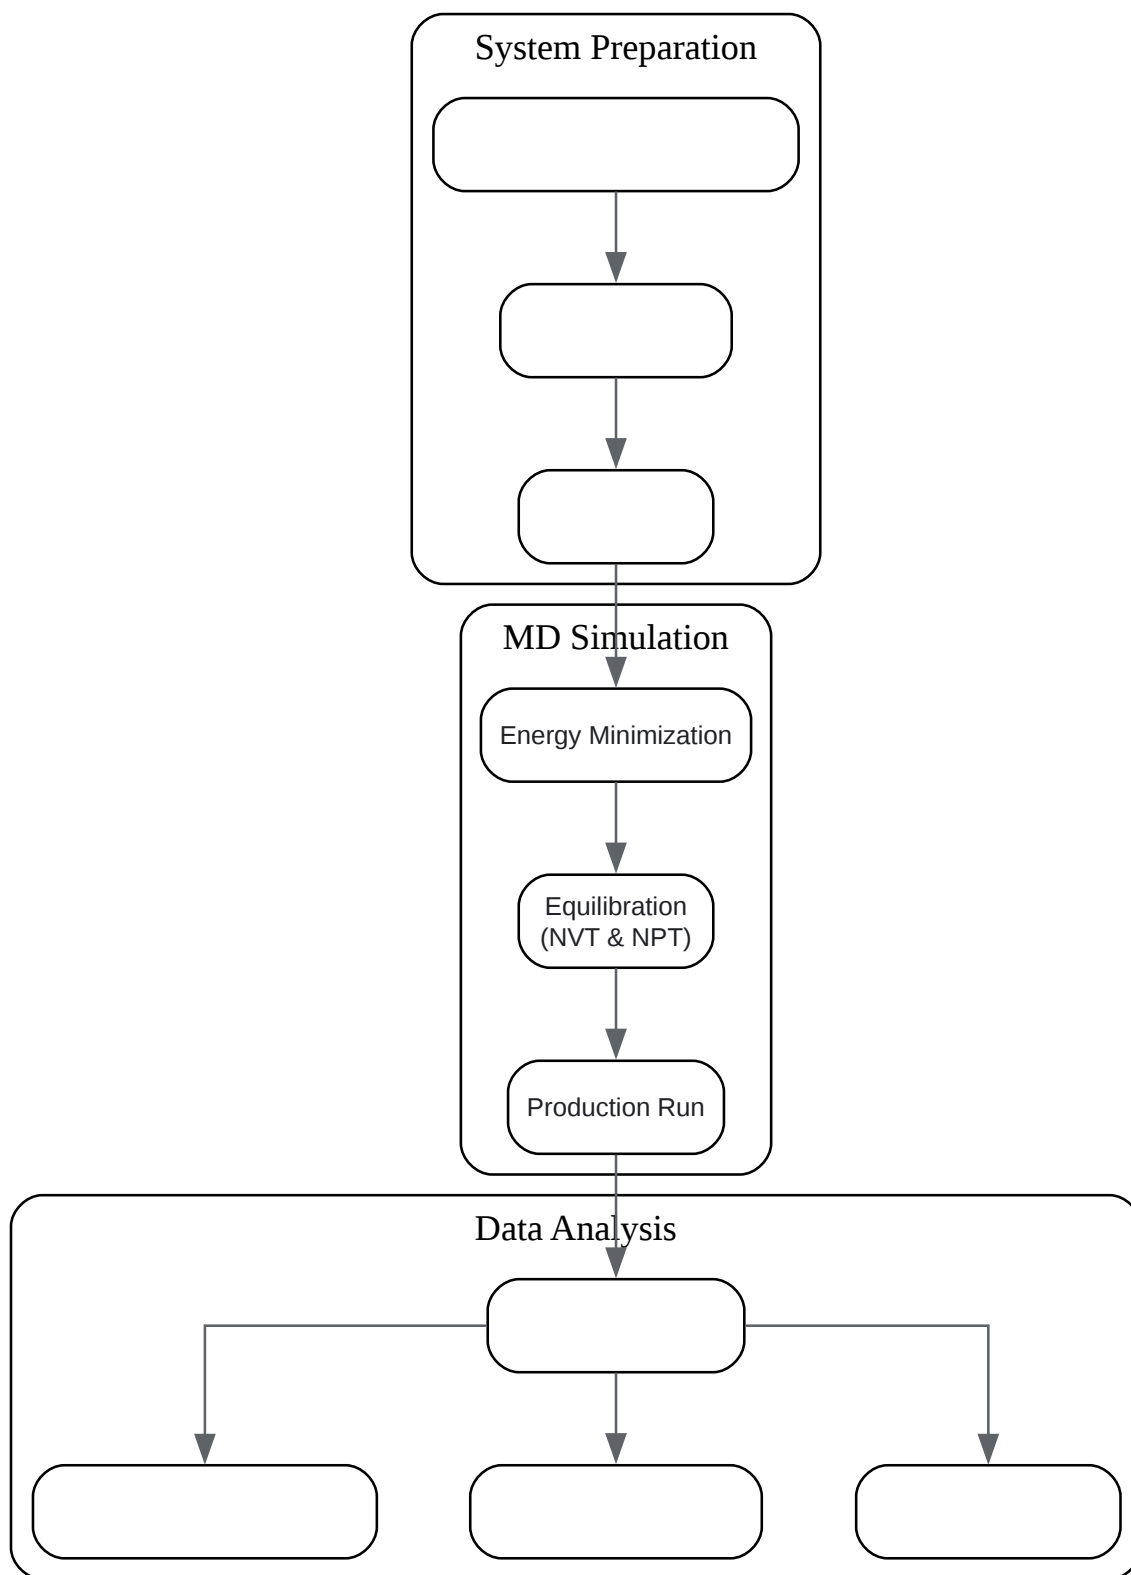 System Preparation
MD Simulation
Energy Minimization
Equilibration
(NVT & NPT)
Production Run
Data Analysis